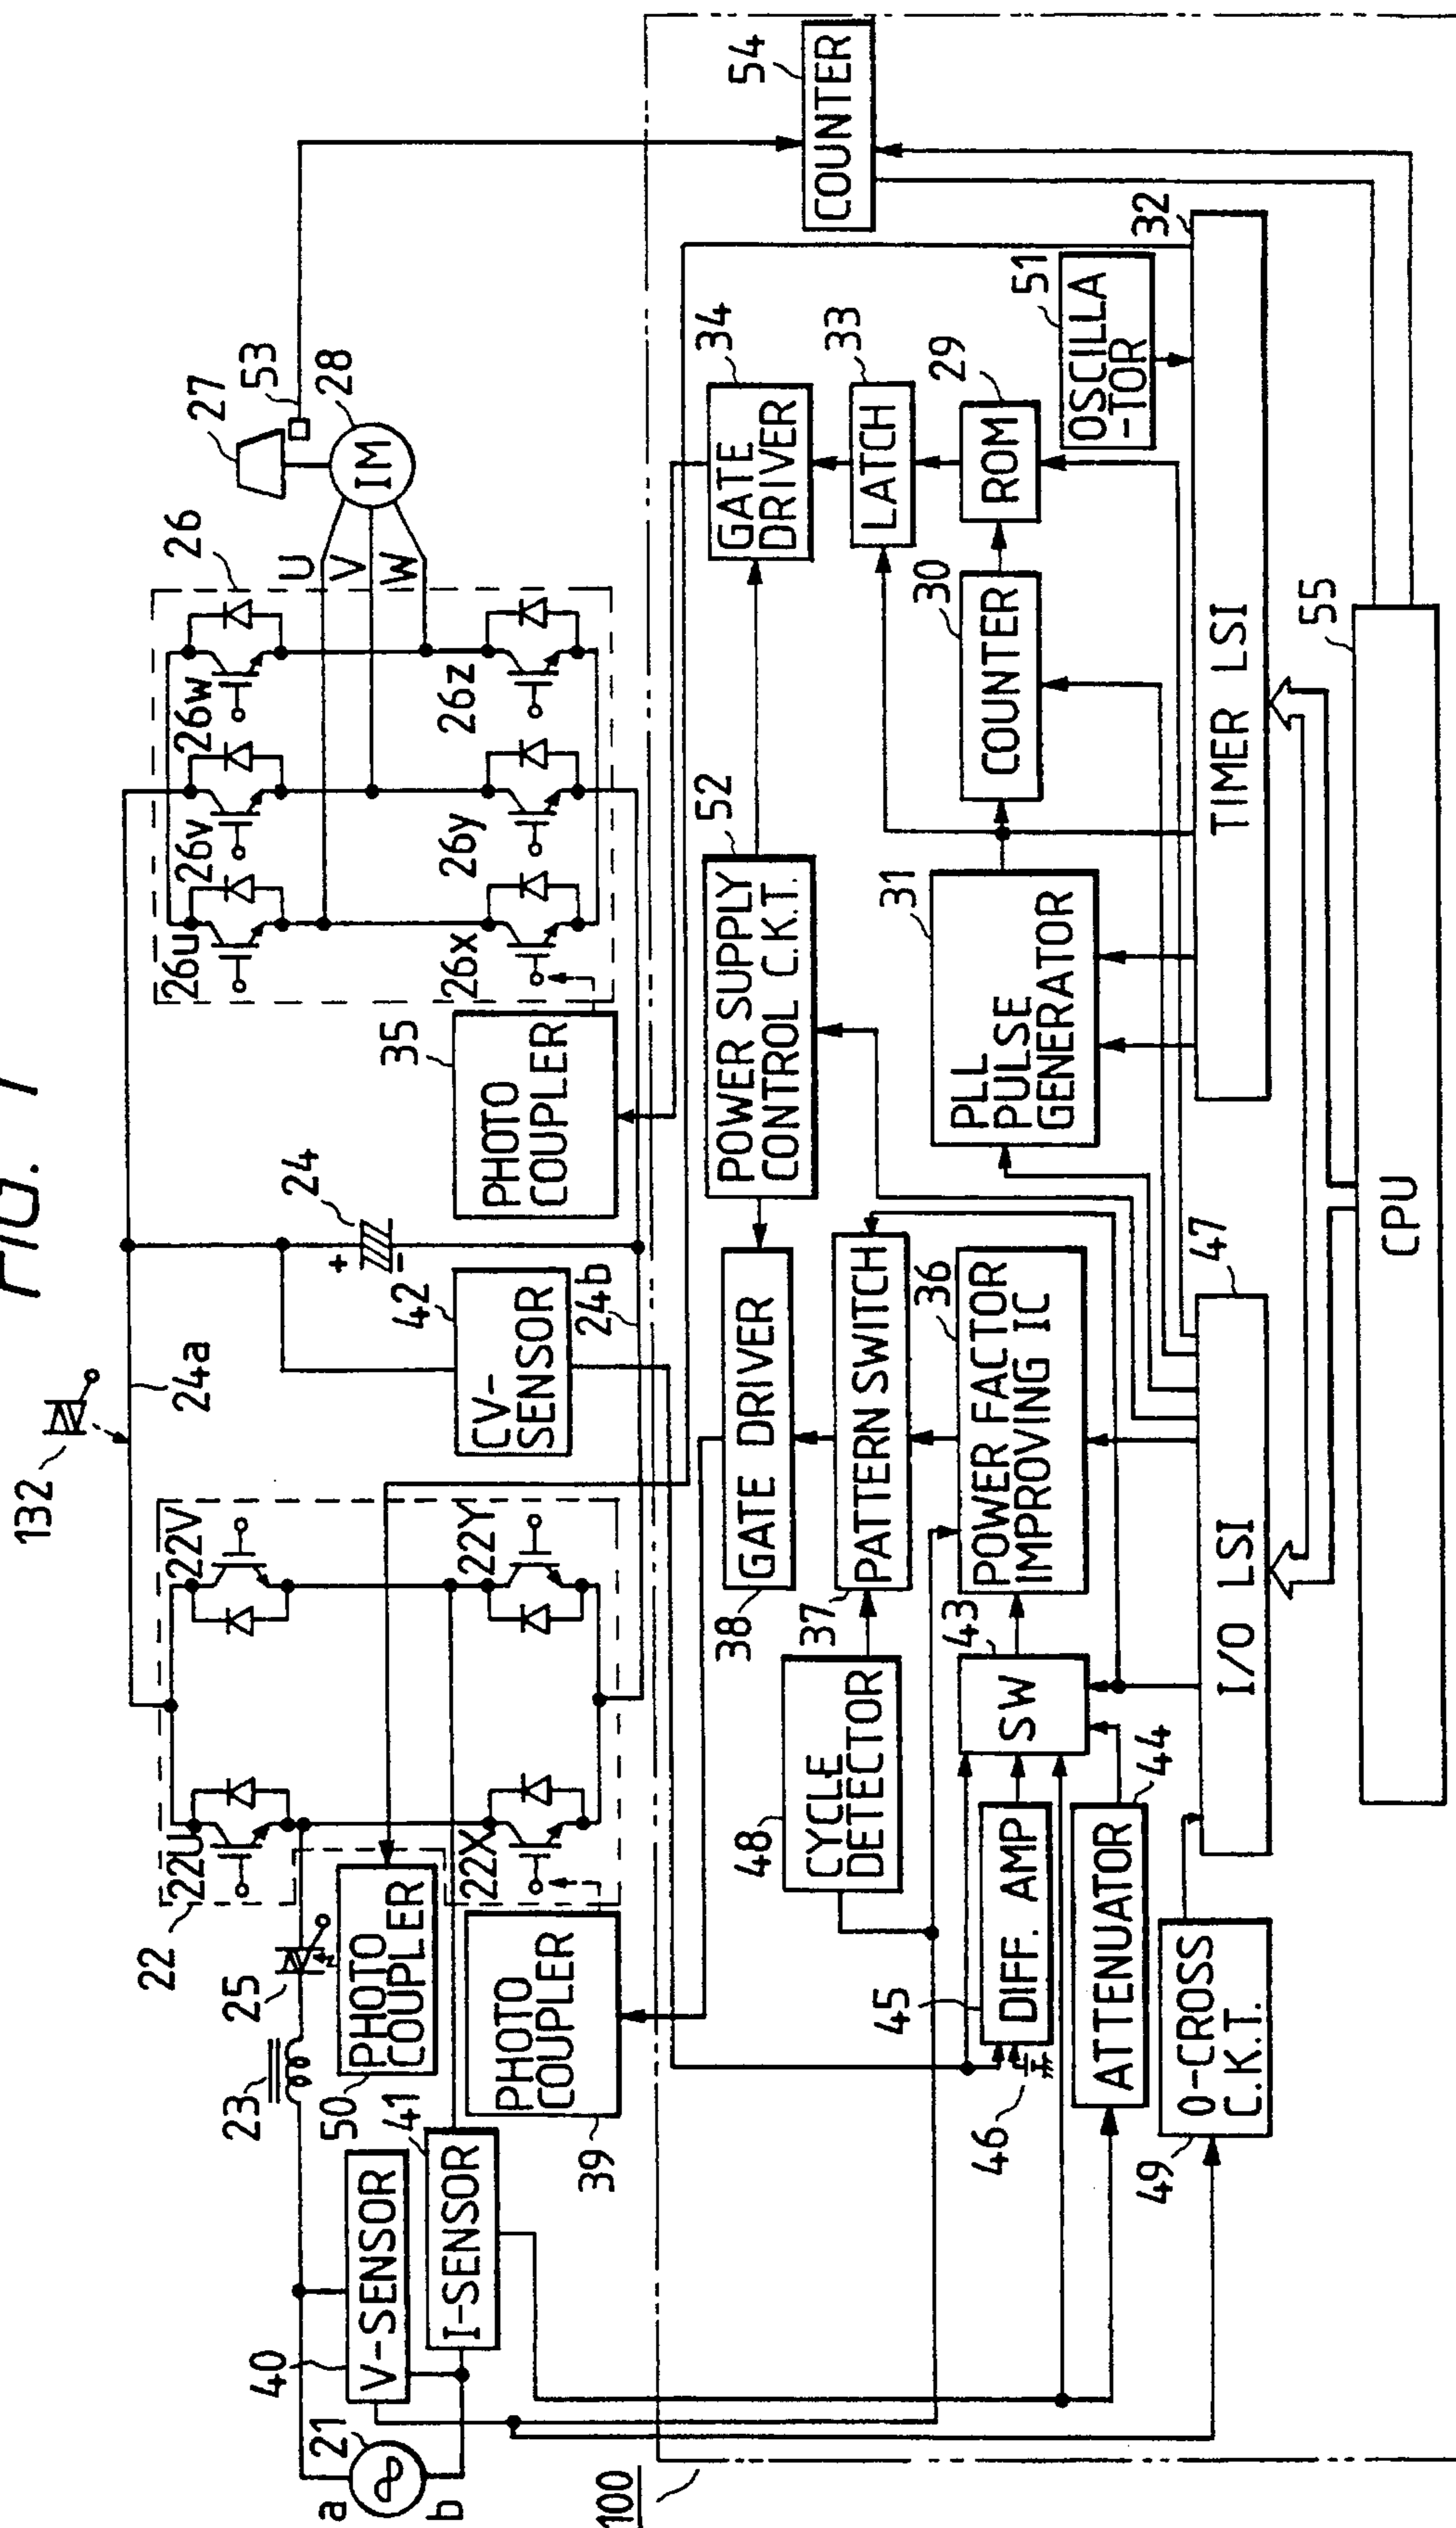 FIG. 1
132
24a
26
27
53
28
IM
U
V
W
26u
26v
26w
26x
26y
26z
22
22U
22V
22X
22Y
25
23
21
a
b
40
V-SENSOR
41
I-SENSOR
50
PHOTO
COUPLER
39
PHOTO
COUPLER
24
+
-
42
CV-
SENSOR
24b
35
PHOTO
COUPLER
100
54
COUNTER
34
GATE
DRIVER
33
LATCH
29
ROM
51
OSCILLA
-TOR
32
TIMER LSI
30
COUNTER
52
POWER SUPPLY
CONTROL C.K.T.
31
PLL
PULSE
GENERATOR
38
GATE DRIVER
37
PATTERN SWITCH
36
POWER FACTOR
IMPROVING IC
48
CYCLE
DETECTOR
43
SW
45
DIFF. AMP
46
44
ATTENUATOR
49
0-CROSS
C.K.T.
47
I/O LSI
55
CPU